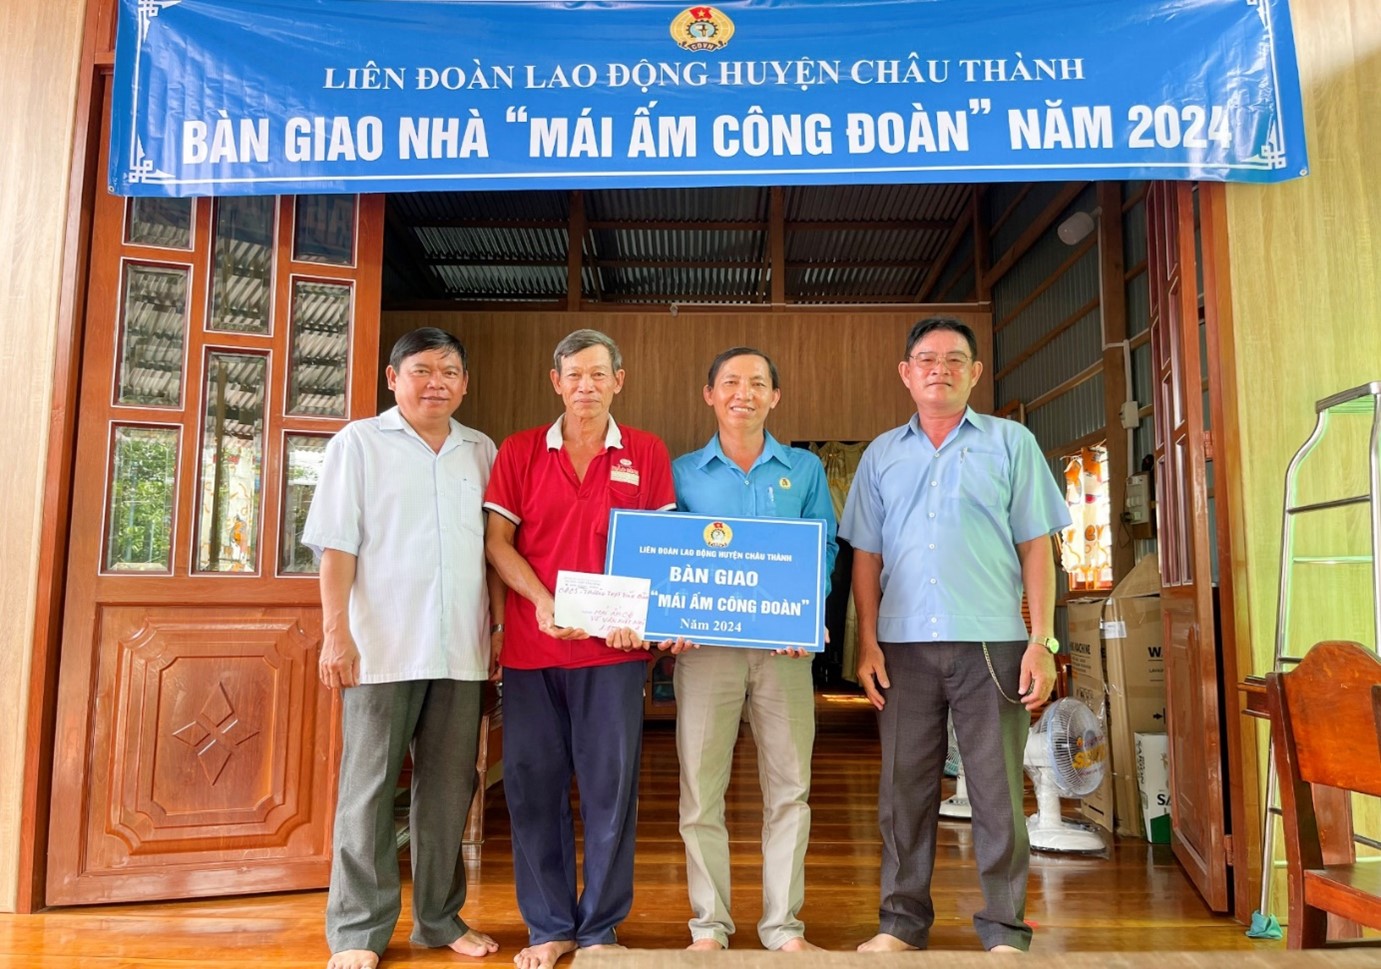 CĐVN
LIÊN ĐOÀN LAO ĐỘNG HUYỆN CHÂU THÀNH
BÀN GIAO NHÀ “MÁI ẤM CÔNG ĐOÀN” NĂM 2024
LIÊN ĐOÀN LAO ĐỘNG HUYỆN CHÂU THÀNH
BÀN GIAO
“MÁI ẤM CÔNG ĐOÀN”
Năm 2024